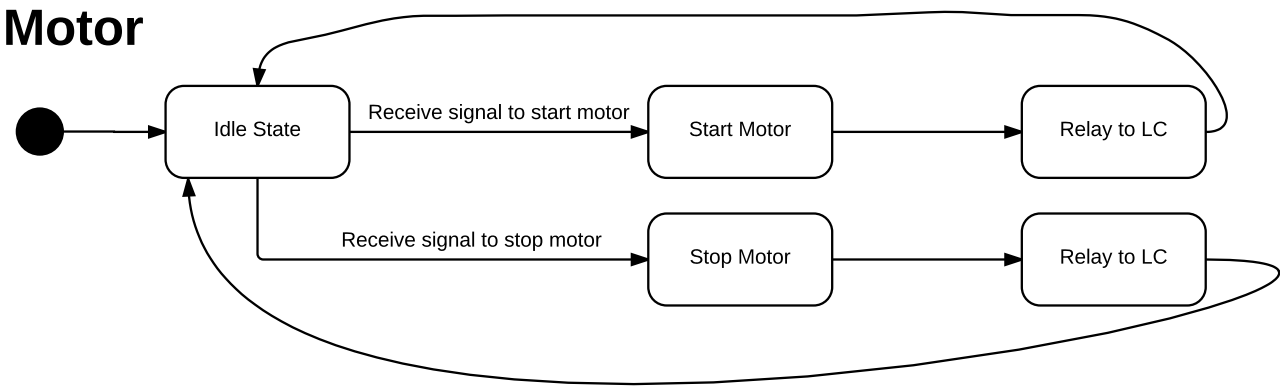 Motor
Idle State
Receive signal to start motor
Start Motor
Relay to LC
Receive signal to stop motor
Stop Motor
Relay to LC